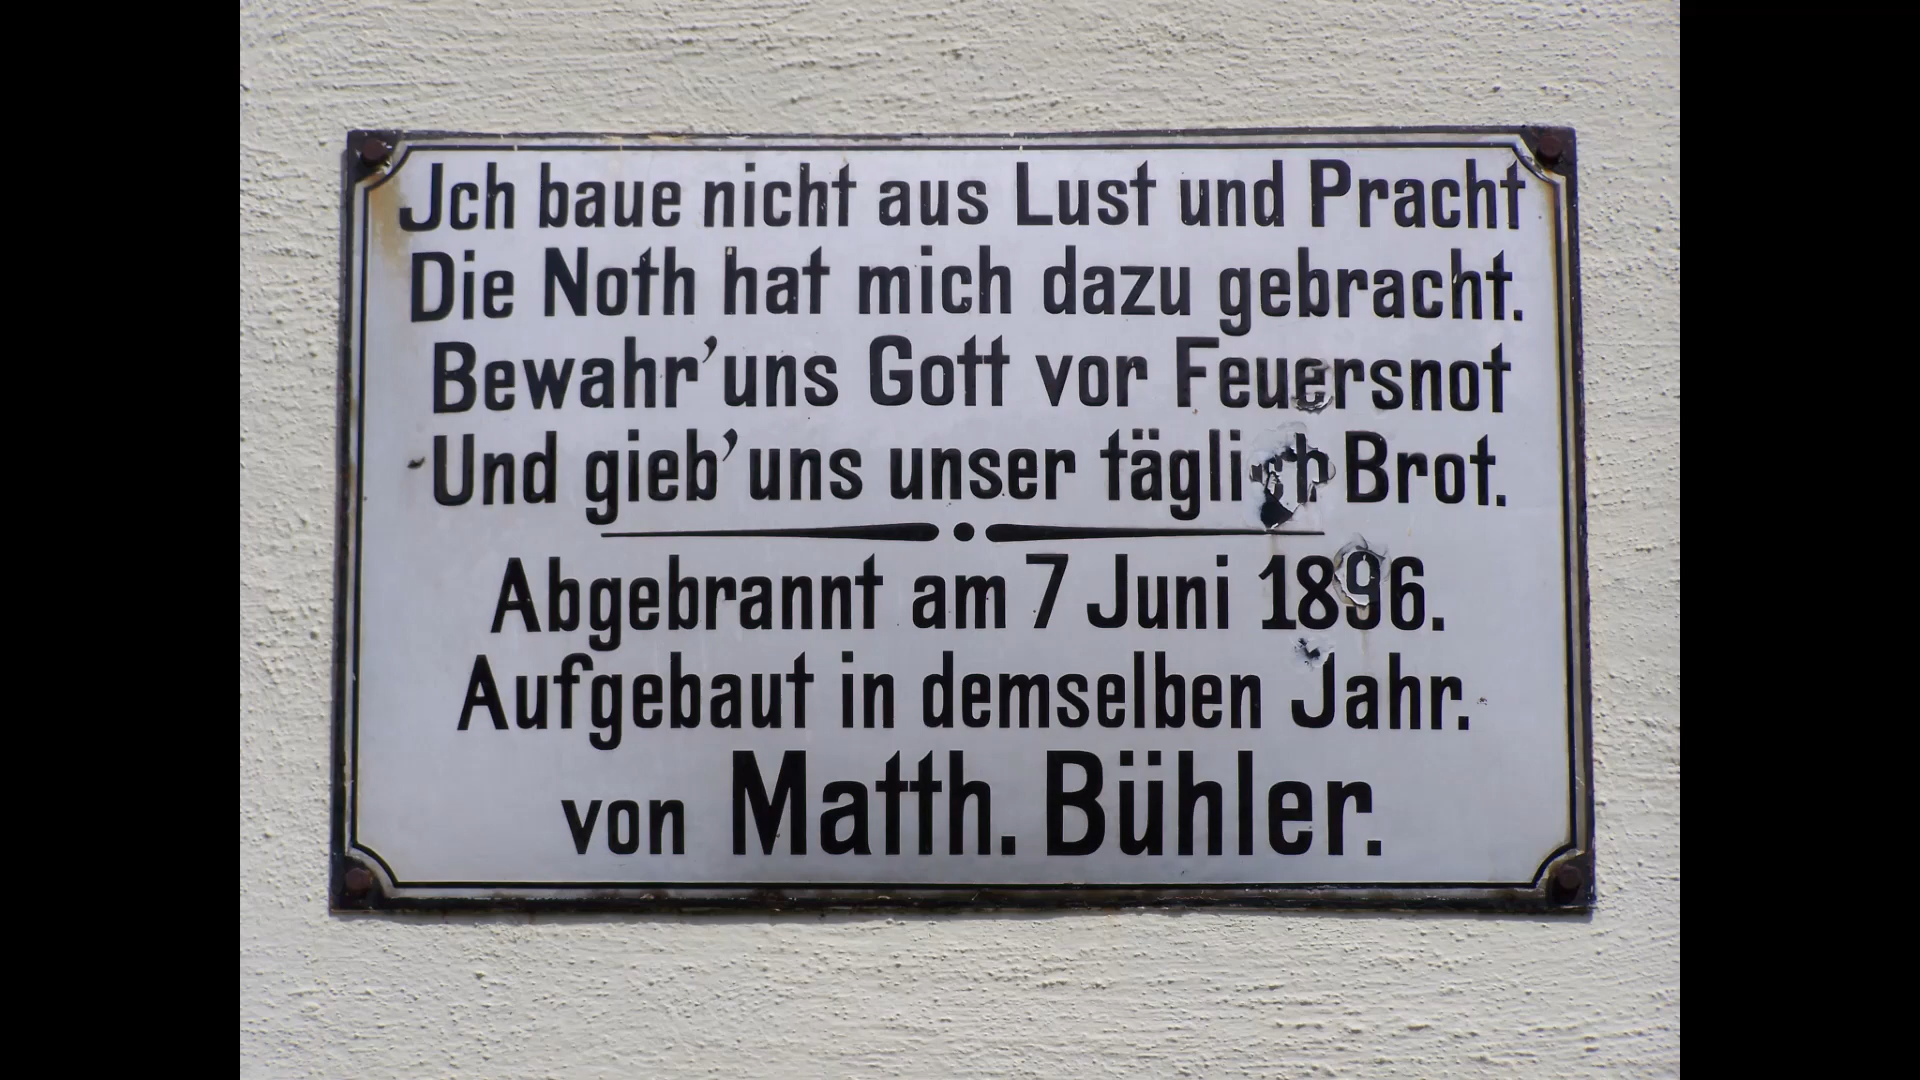 Jch baue nicht aus Lust und Pracht
Die Noth hat mich dazu gebracht.
Bewahr' uns Gott vor Feuersnot
Und gieb' uns unser täglich Brot.
Abgebrannt am 7 Juni 1896.
Aufgebaut in demselben Jahr.
von Matth. Bühler.